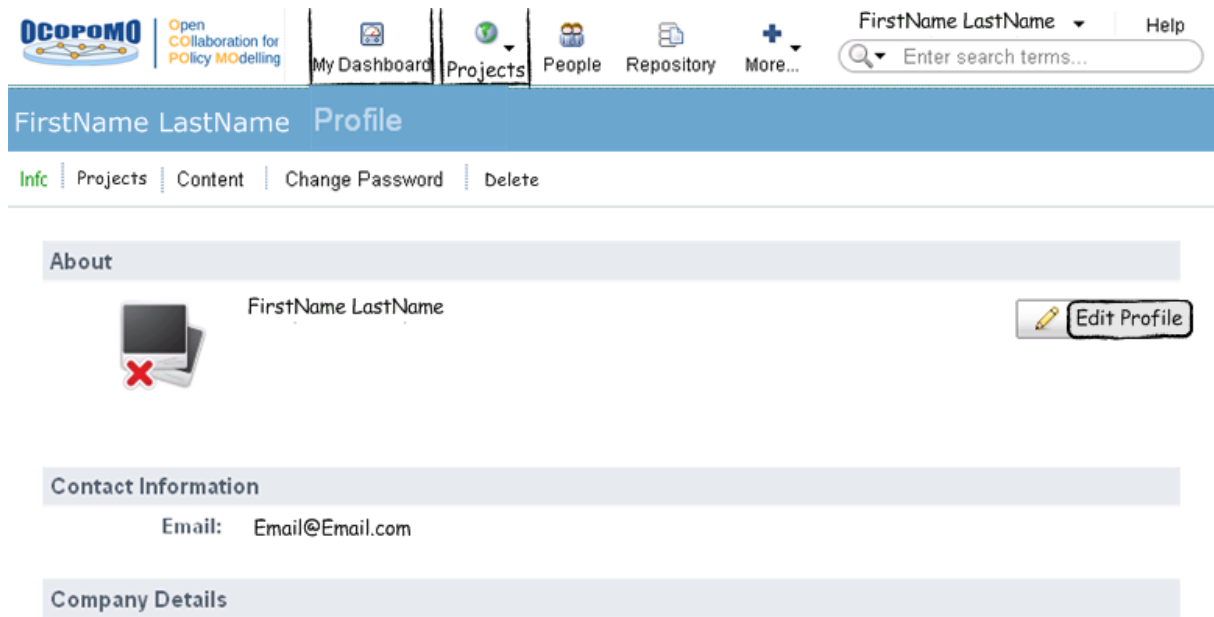 OCOPOMO
Open
COllaboration for
POlicy MOdelling
My Dashboard
Projects
People
Repository
More...
FirstName LastName
Help
Enter search terms...
FirstName LastName Profile
Info Projects Content Change Password Delete
About
FirstName LastName
Edit Profile
Contact Information
Email: Email@Email.com
Company Details